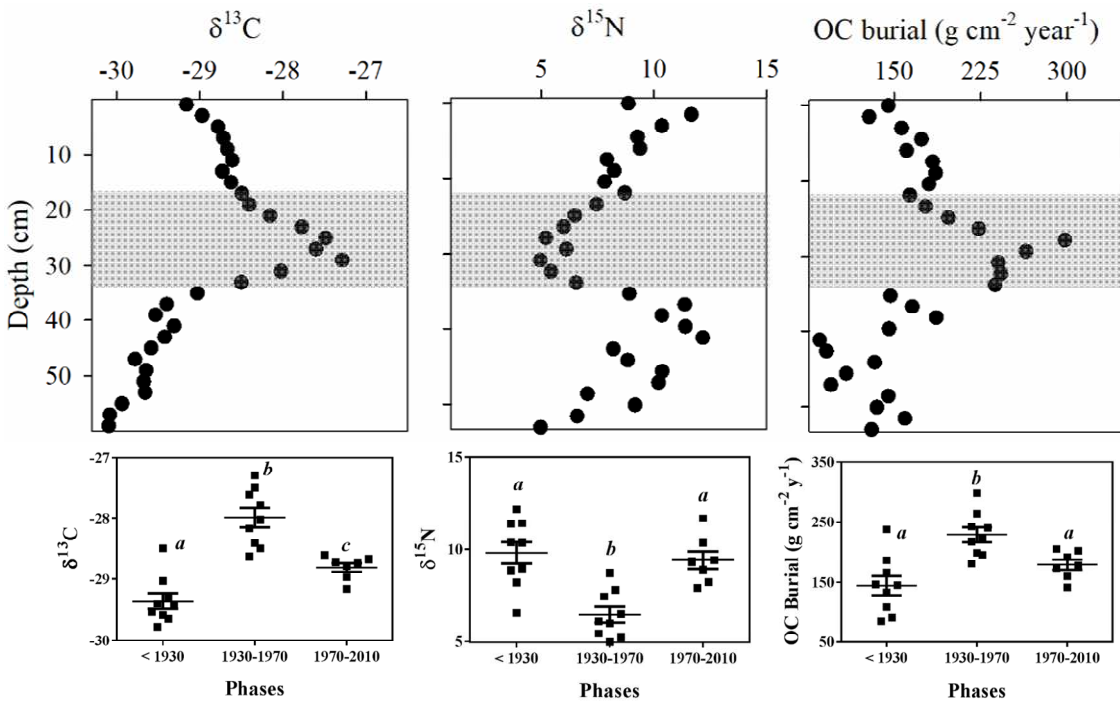 δ¹³C
-30 -29 -28 -27
δ¹⁵N
5 10 15
OC burial (g cm⁻² year⁻¹)
150 225 300
Depth (cm)
10
20
30
40
50
δ¹³C
-27
-28
-29
-30
a
b
c
< 1930 1930-1970 1970-2010
Phases
δ¹⁵N
15
10
5
a
b
a
< 1930 1930-1970 1970-2010
Phases
OC Burial (g cm⁻² y⁻¹)
350
250
150
50
a
b
a
< 1930 1930-1970 1970-2010
Phases